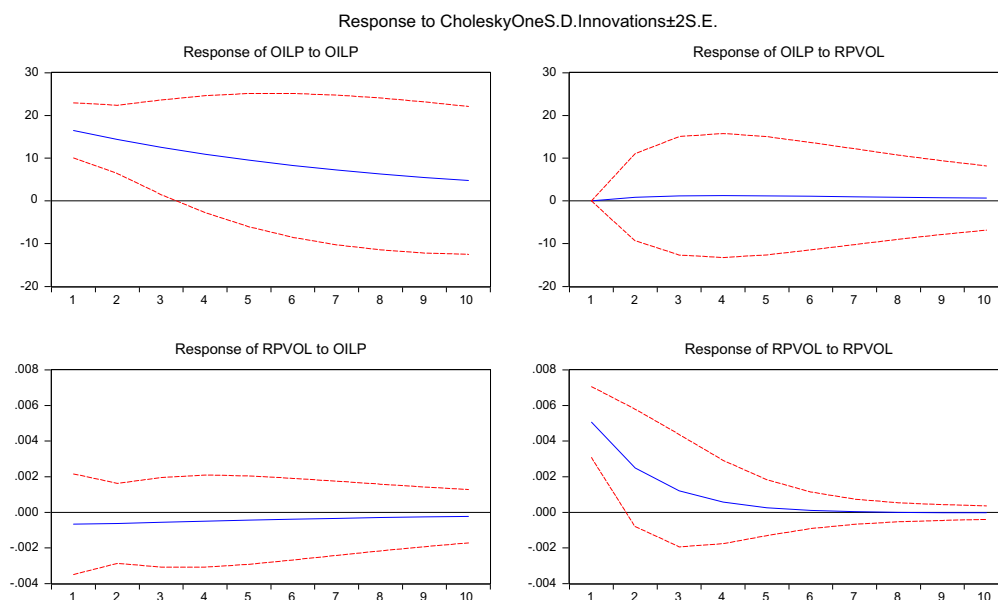 Response to CholeskyOneS.D.Innovations±2S.E.
Response of OILP to OILP
30
20
10
0
-10
-20
1 2 3 4 5 6 7 8 9 10
Response of OILP to RPVOL
30
20
10
0
-10
-20
1 2 3 4 5 6 7 8 9 10
Response of RPVOL to OILP
.008
.006
.004
.002
.000
-.002
-.004
1 2 3 4 5 6 7 8 9 10
Response of RPVOL to RPVOL
.008
.006
.004
.002
.000
-.002
-.004
1 2 3 4 5 6 7 8 9 10